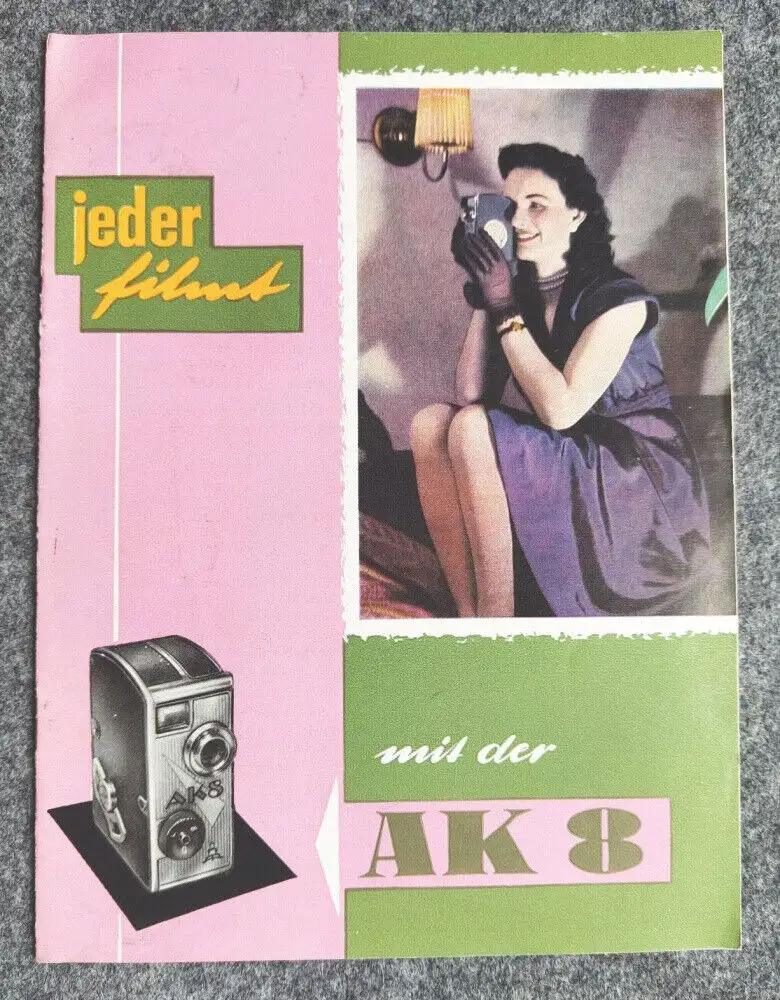 jeder
filmt
mit der
AK 8
AK8